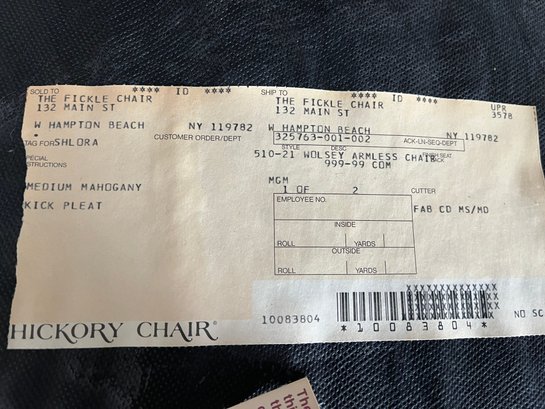 SOLD TO **** ID ****
THE FICKLE CHAIR
132 MAIN ST
W HAMPTON BEACH NY 119782
CUSTOMER ORDER/DEPT
TAG FOR SHLORA
SPECIAL
INSTRUCTIONS
MEDIUM MAHOGANY
KICK PLEAT
HICKORY CHAIR®
SHIP TO **** ID ****
THE FICKLE CHAIR
132 MAIN ST
UPR
3578
W HAMPTON BEACH NY 119782
325763-001-002 ACK-LN-SEQ-DEPT
STYLE DESC
510-21 WOLSEY ARMLESS CHAIR SEAT
BACK
999-99 COM
MGM
1 OF 2 CUTTER
EMPLOYEE NO.
FAB CD MS/MD
INSIDE
ROLL YARDS
OUTSIDE
ROLL YARDS
10083804
*10083804*
NO SC